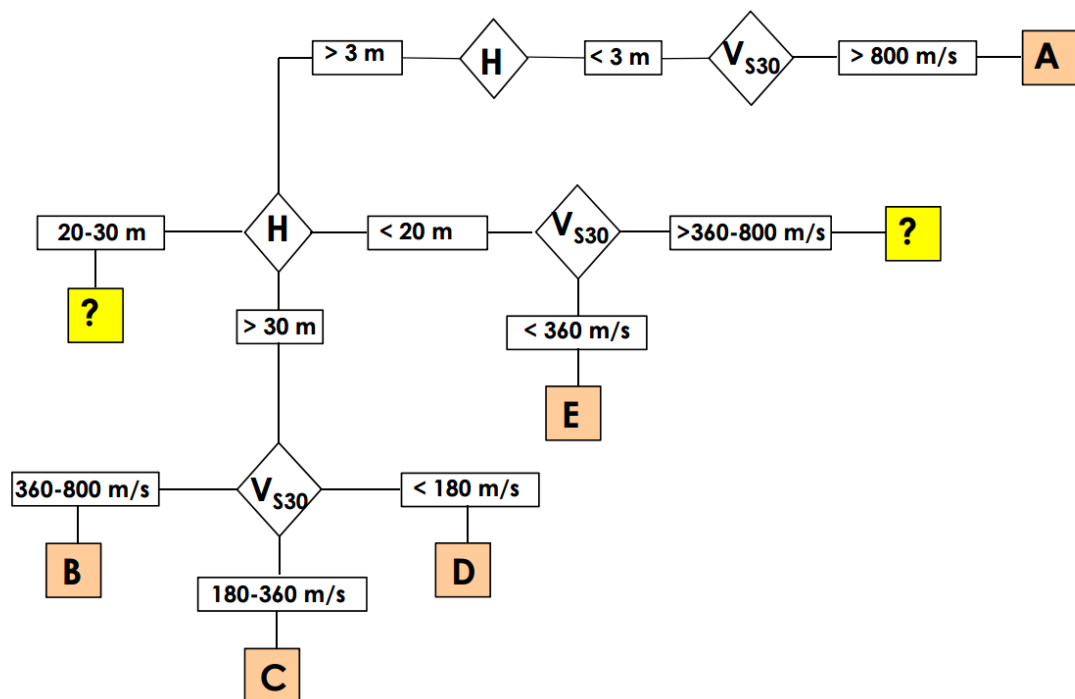 > 3 m
H
< 3 m
VS30
> 800 m/s
A
20-30 m
H
< 20 m
VS30
>360-800 m/s
?
?
> 30 m
< 360 m/s
E
360-800 m/s
VS30
< 180 m/s
B
D
180-360 m/s
C